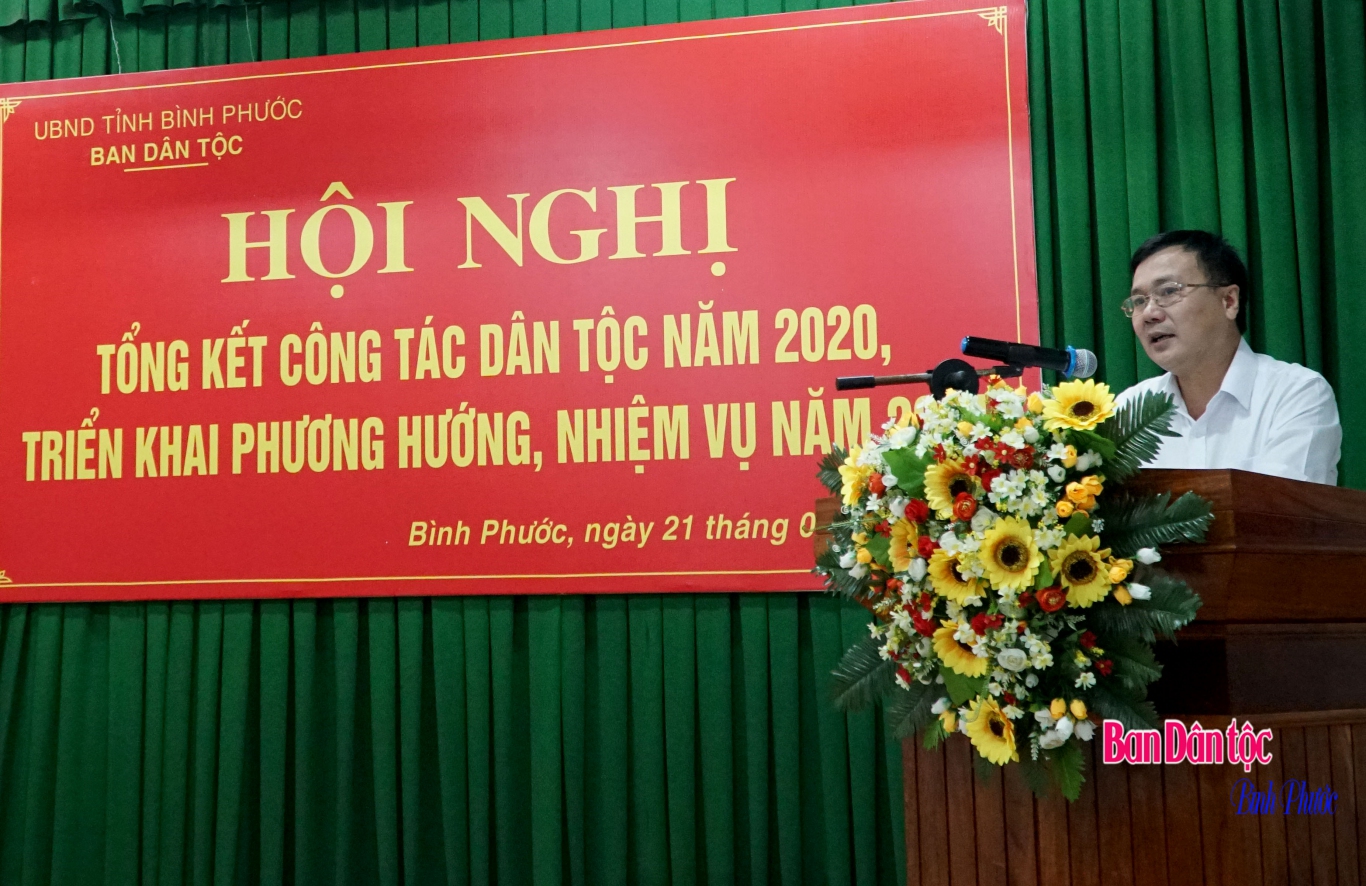 UBND TỈNH BÌNH PHƯỚC
BAN DÂN TỘC
HỘI NGHỊ
TỔNG KẾT CÔNG TÁC DÂN TỘC NĂM 2020,
TRIỂN KHAI PHƯƠNG HƯỚNG, NHIỆM VỤ NĂM
Bình Phước, ngày 21 tháng
Ban Dân tộc
Bình Phước